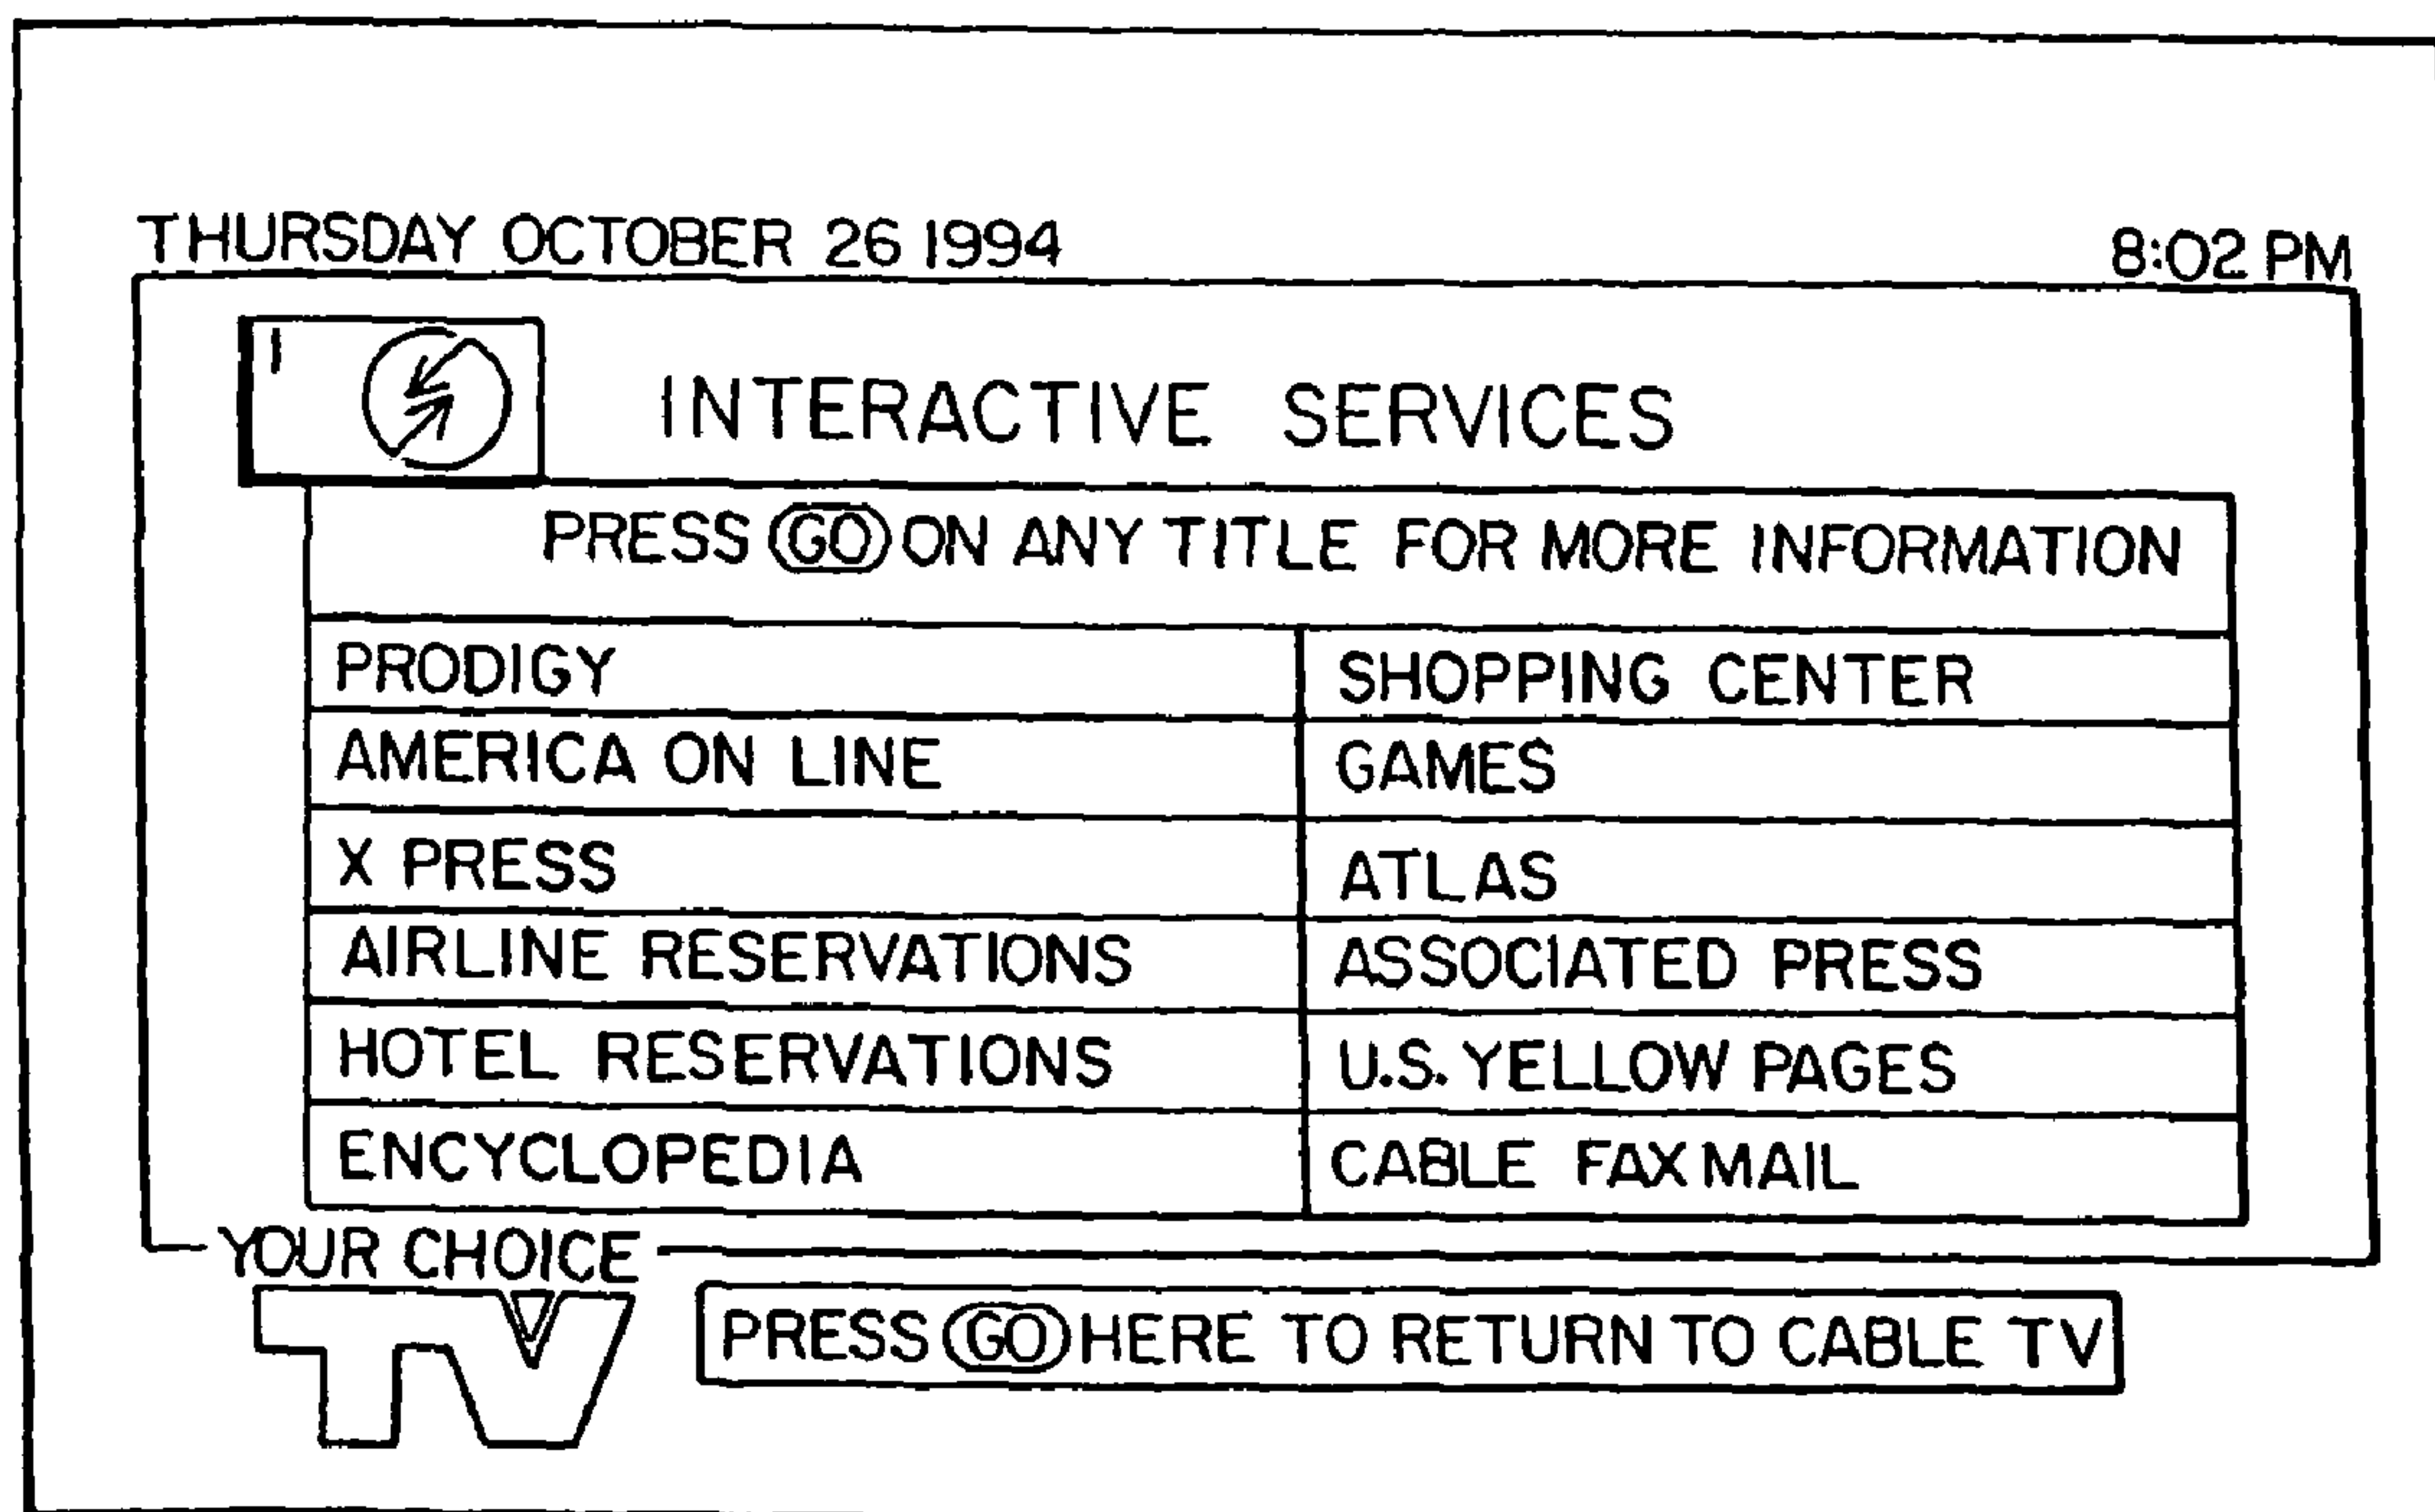 THURSDAY OCTOBER 26 1994 8:02 PM
I
INTERACTIVE SERVICES
PRESS GO ON ANY TITLE FOR MORE INFORMATION
PRODIGY SHOPPING CENTER
AMERICA ON LINE GAMES
X PRESS ATLAS
AIRLINE RESERVATIONS ASSOCIATED PRESS
HOTEL RESERVATIONS U.S. YELLOW PAGES
ENCYCLOPEDIA CABLE FAX MAIL
YOUR CHOICE
TV
PRESS GO HERE TO RETURN TO CABLE TV